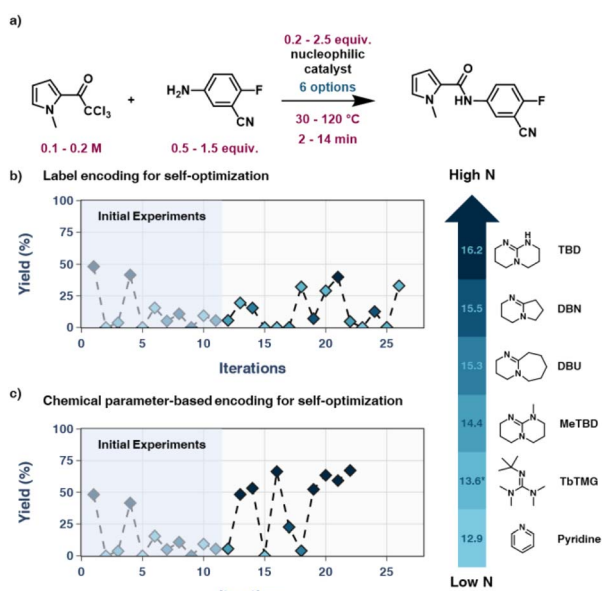 a)
0.2 - 2.5 equiv.
nucleophilic
catalyst
6 options
30 - 120 °C
2 - 14 min
N
O
CCl3
+
H2N
F
CN
O
N
HN
F
CN
0.1 - 0.2 M
0.5 - 1.5 equiv.
b) Label encoding for self-optimization
High N
Yield (%)
100
75
50
25
0
Initial Experiments
0 5 10 15 20 25
Iterations
c) Chemical parameter-based encoding for self-optimization
Yield (%)
100
75
50
25
0
Initial Experiments
0 5 10 15 20 25
16.2
N
H
N
N
TBD
15.5
N
N
DBN
15.3
N
N
DBU
14.4
N
N
N
MeTBD
13.6*
N
N
N
TbTMG
12.9
N
Pyridine
Low N